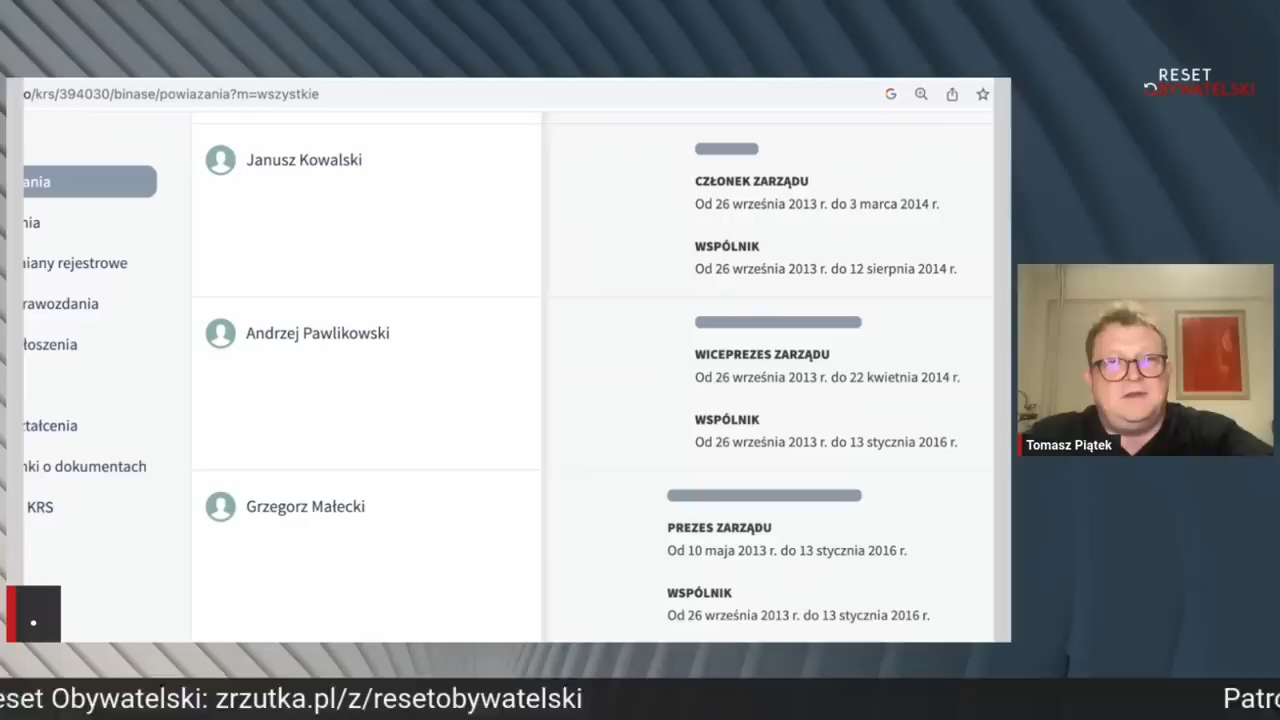 RESET
OBYWATELSKI
o/krs/394030/binase/powiazania?m=wszystkie
ania
nia
niany rejestrowe
rawozdania
łoszenia
tałcenia
nki o dokumentach
KRS
Janusz Kowalski
CZŁONEK ZARZĄDU
Od 26 września 2013 r. do 3 marca 2014 r.
WSPÓLNIK
Od 26 września 2013 r. do 12 sierpnia 2014 r.
Andrzej Pawlikowski
WICEPREZES ZARZĄDU
Od 26 września 2013 r. do 22 kwietnia 2014 r.
WSPÓLNIK
Od 26 września 2013 r. do 13 stycznia 2016 r.
Grzegorz Małecki
PREZES ZARZĄDU
Od 10 maja 2013 r. do 13 stycznia 2016 r.
WSPÓLNIK
Od 26 września 2013 r. do 13 stycznia 2016 r.
Tomasz Piątek
.
eset Obywatelski: zrzutka.pl/z/resetobywatelski
Patro